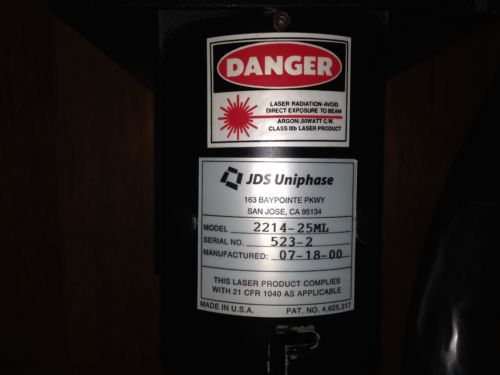 DANGER
LASER RADIATION-AVOID
DIRECT EXPOSURE TO BEAM
ARGON:.50WATT C.W.
CLASS IIIb LASER PRODUCT
JDS Uniphase
163 BAYPOINTE PKWY
SAN JOSE, CA 95134
MODEL 2214-25ML
SERIAL NO. 523-2
MANUFACTURED: 07-18-00
THIS LASER PRODUCT COMPLIES
WITH 21 CFR 1040 AS APPLICABLE
MADE IN U.S.A. PAT. NO. 4,625,317